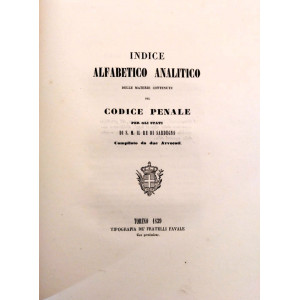 INDICE
ALFABETICO ANALITICO
DELLE MATERIE CONTENUTE
NEL
CODICE PENALE
PER GLI STATI
DI S. M. IL RE DI SARDEGNA
Compilato da due Avvocati
TORINO 1839
TIPOGRAFIA DE' FRATELLI FAVALE
Con permissione.